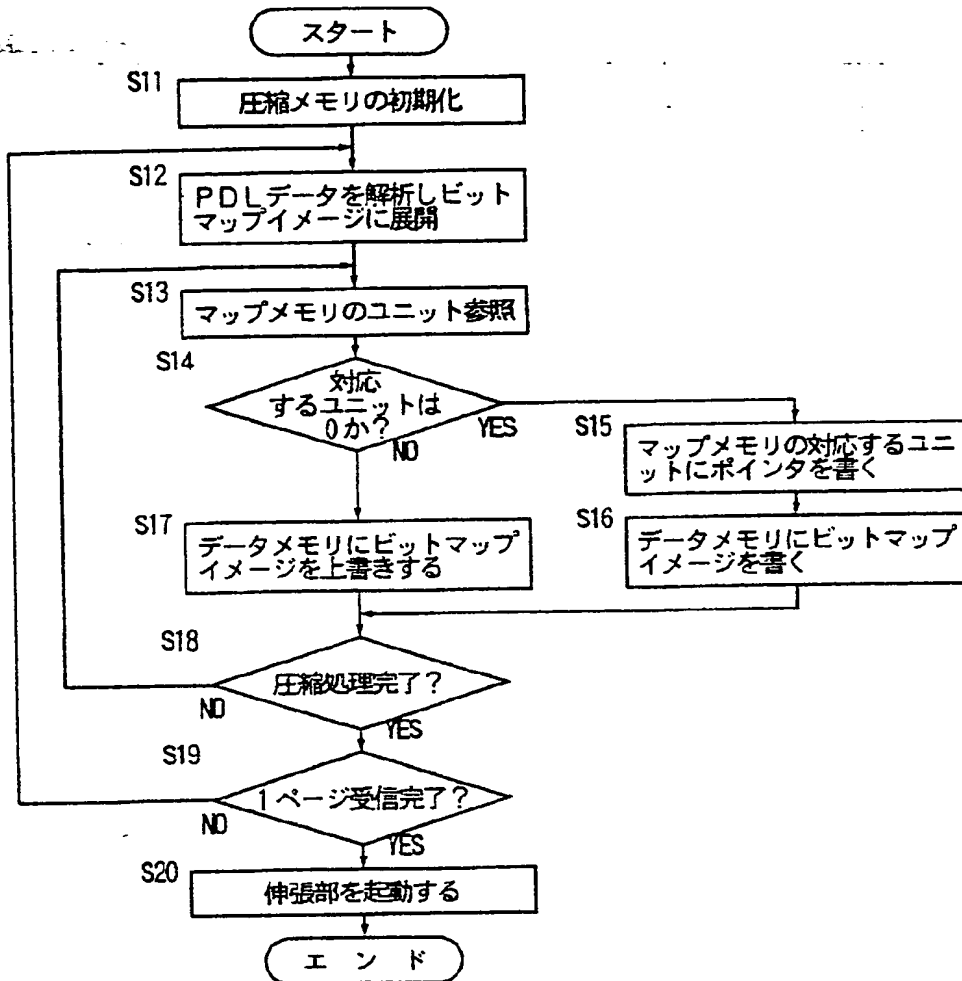 スタート
S11
圧縮メモリの初期化
S12
PDLデータを解析しビット
マップイメージに展開
S13
マップメモリのユニット参照
S14
対応
するユニットは
0か?
YES
NO
S15
マップメモリの対応するユニ
ットにポインタを書く
S16
データメモリにビットマップ
イメージを書く
S17
データメモリにビットマップ
イメージを上書きする
S18
圧縮処理完了?
NO
YES
S19
1ページ受信完了?
NO
YES
S20
伸張部を起動する
エンド